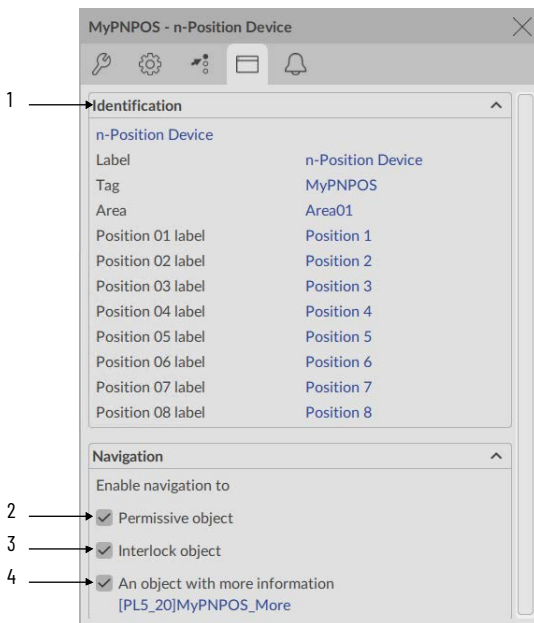 MyPNPOS - n-Position Device
1
Identification
n-Position Device
Label n-Position Device
Tag MyPNPOS
Area Area01
Position 01 label Position 1
Position 02 label Position 2
Position 03 label Position 3
Position 04 label Position 4
Position 05 label Position 5
Position 06 label Position 6
Position 07 label Position 7
Position 08 label Position 8
Navigation
Enable navigation to
2 Permissive object
3 Interlock object
4 An object with more information
[PL5_20]MyPNPOS_More